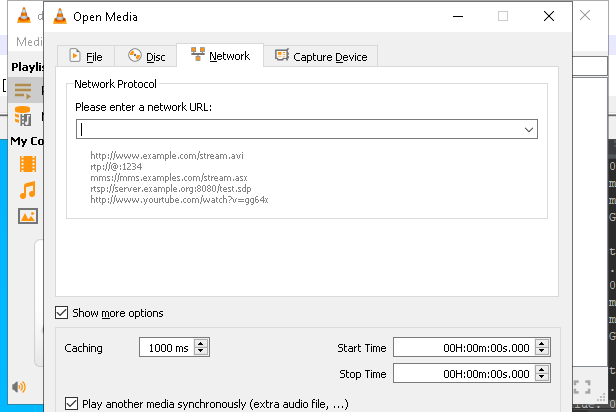 Open Media
Medi
File
Disc
Network
Capture Device
Playlis
Network Protocol
Please enter a network URL:
http://www.example.com/stream.avi
rtp://@:1234
mms://mms.examples.com/stream.asx
rtsp://server.example.org:8080/test.sdp
http://www.yourtube.com/watch?v=gg64x
My Co
Show more options
Caching
1000 ms
Start Time
00H:00m:00s.000
Stop Time
00H:00m:00s.000
Play another media synchronously (extra audio file, ...)